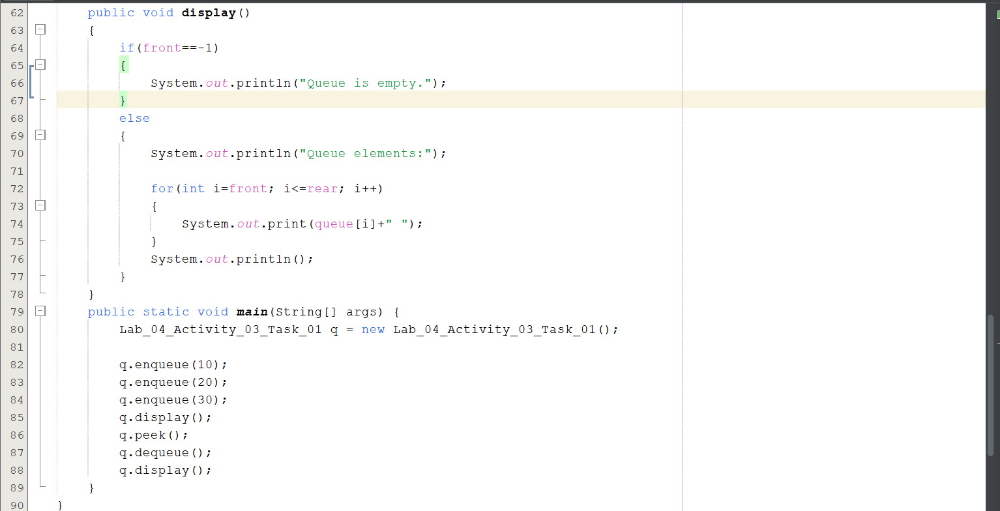 62 public void display()
63 {
64 if(front==-1)
65 {
66 System.out.println("Queue is empty.");
67 }
68 else
69 {
70 System.out.println("Queue elements:");
71
72 for(int i=front; i<=rear; i++)
73 {
74 System.out.print(queue[i]+" ");
75 }
76 System.out.println();
77 }
78 }
79 public static void main(String[] args) {
80 Lab_04_Activity_03_Task_01 q = new Lab_04_Activity_03_Task_01();
81
82 q.enqueue(10);
83 q.enqueue(20);
84 q.enqueue(30);
85 q.display();
86 q.peek();
87 q.dequeue();
88 q.display();
89 }
90 }